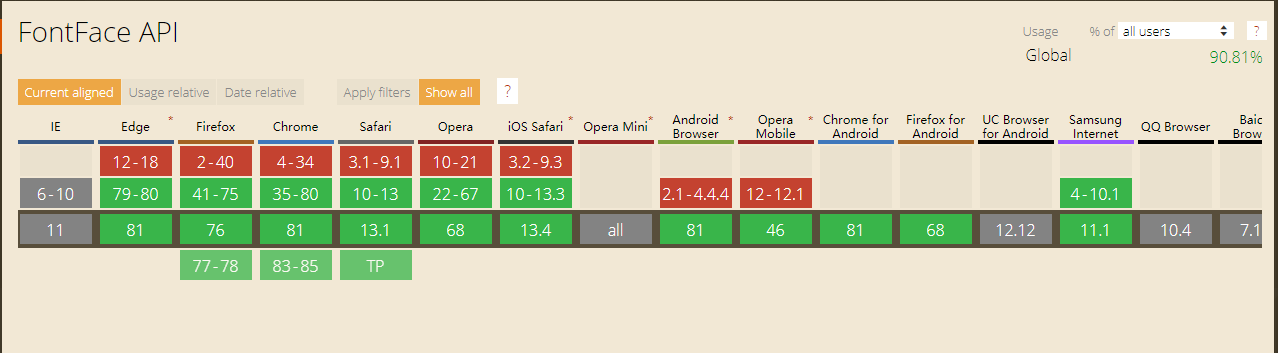 FontFace API
Usage % of all users ?
Global 90.81%
Current aligned Usage relative Date relative Apply filters Show all ?
IE Edge * Firefox Chrome Safari Opera iOS Safari * Opera Mini * Android Browser * Opera Mobile * Chrome for Android Firefox for Android UC Browser for Android Samsung Internet QQ Browser Baid Brow
12-18 2-40 4-34 3.1-9.1 10-21 3.2-9.3
6-10 79-80 41-75 35-80 10-13 22-67 10-13.3 2.1-4.4.4 12-12.1 4-10.1
11 81 76 81 13.1 68 13.4 all 81 46 81 68 12.12 11.1 10.4 7.1
77-78 83-85 TP